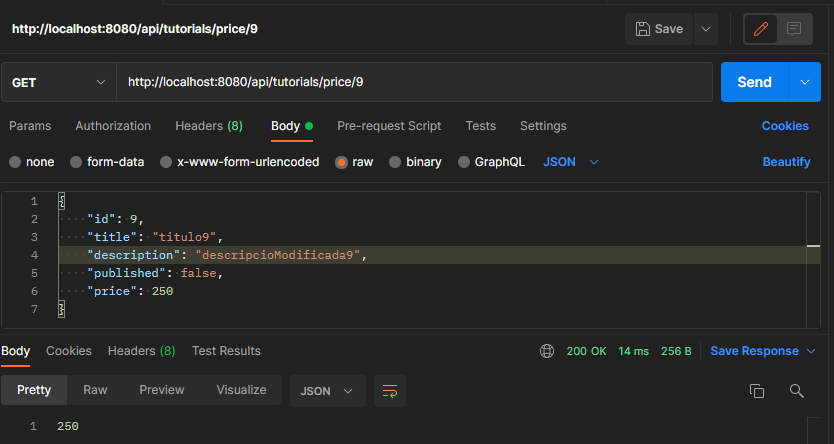 http://localhost:8080/api/tutorials/price/9 Save
GET http://localhost:8080/api/tutorials/price/9 Send
Params Authorization Headers (8) Body Pre-request Script Tests Settings Cookies
none form-data x-www-form-urlencoded raw binary GraphQL JSON Beautify
1 {
2 "id": 9,
3 "title": "titulo9",
4 "description": "descripcioModificada9",
5 "published": false,
6 "price": 250
7 }
Body Cookies Headers (8) Test Results 200 OK 14 ms 256 B Save Response
Pretty Raw Preview Visualize JSON
1 250